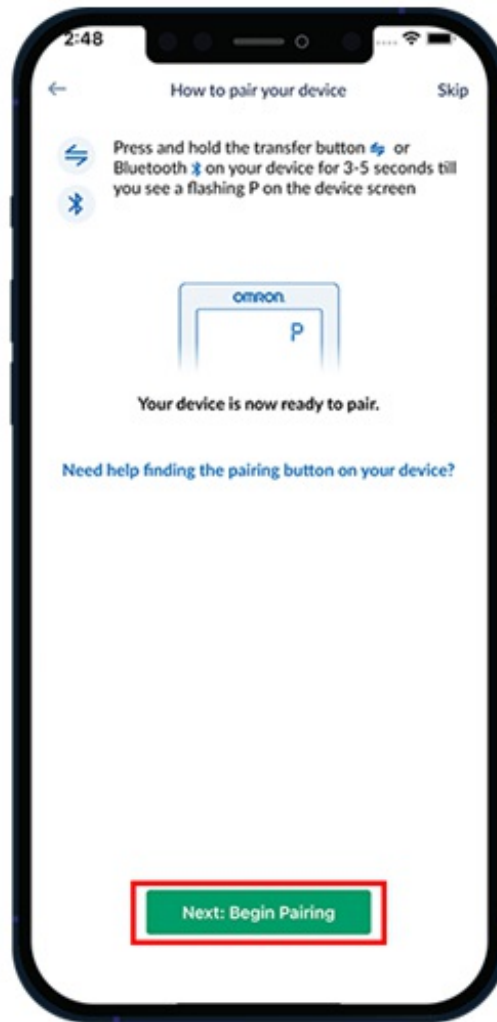 2:48
How to pair your device
Skip
Press and hold the transfer button or
Bluetooth on your device for 3-5 seconds till
you see a flashing P on the device screen
OMRON
P
Your device is now ready to pair.
Need help finding the pairing button on your device?
Next: Begin Pairing